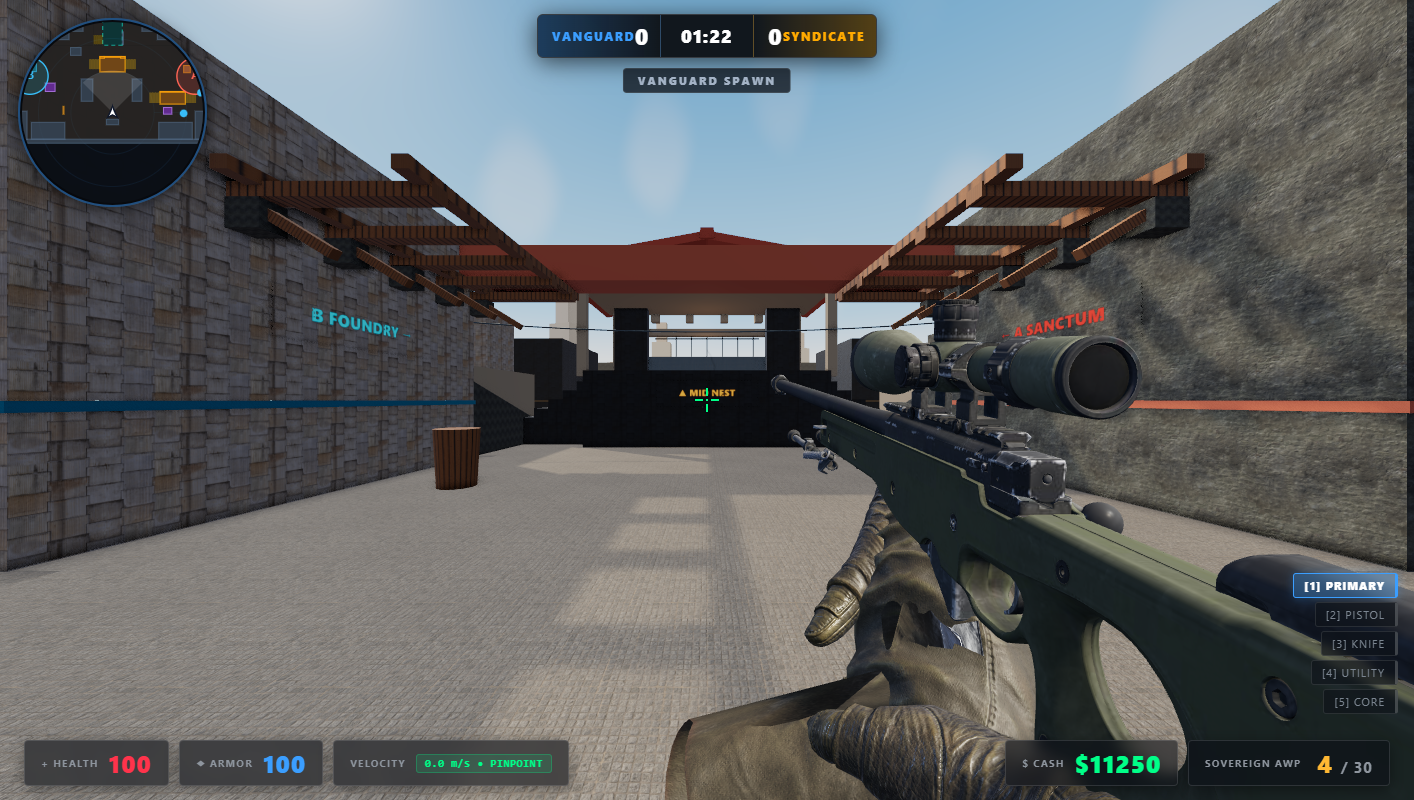 VANGUARD 0 01:22 0 SYNDICATE
VANGUARD SPAWN
B FOUNDRY
A SANCTUM
▲ MID NEST
[1] PRIMARY
[2] PISTOL
[3] KNIFE
[4] UTILITY
[5] CORE
+ HEALTH 100
◆ ARMOR 100
VELOCITY 0.0 m/s • PINPOINT
$ CASH $11250
SOVEREIGN AWP 4 / 30